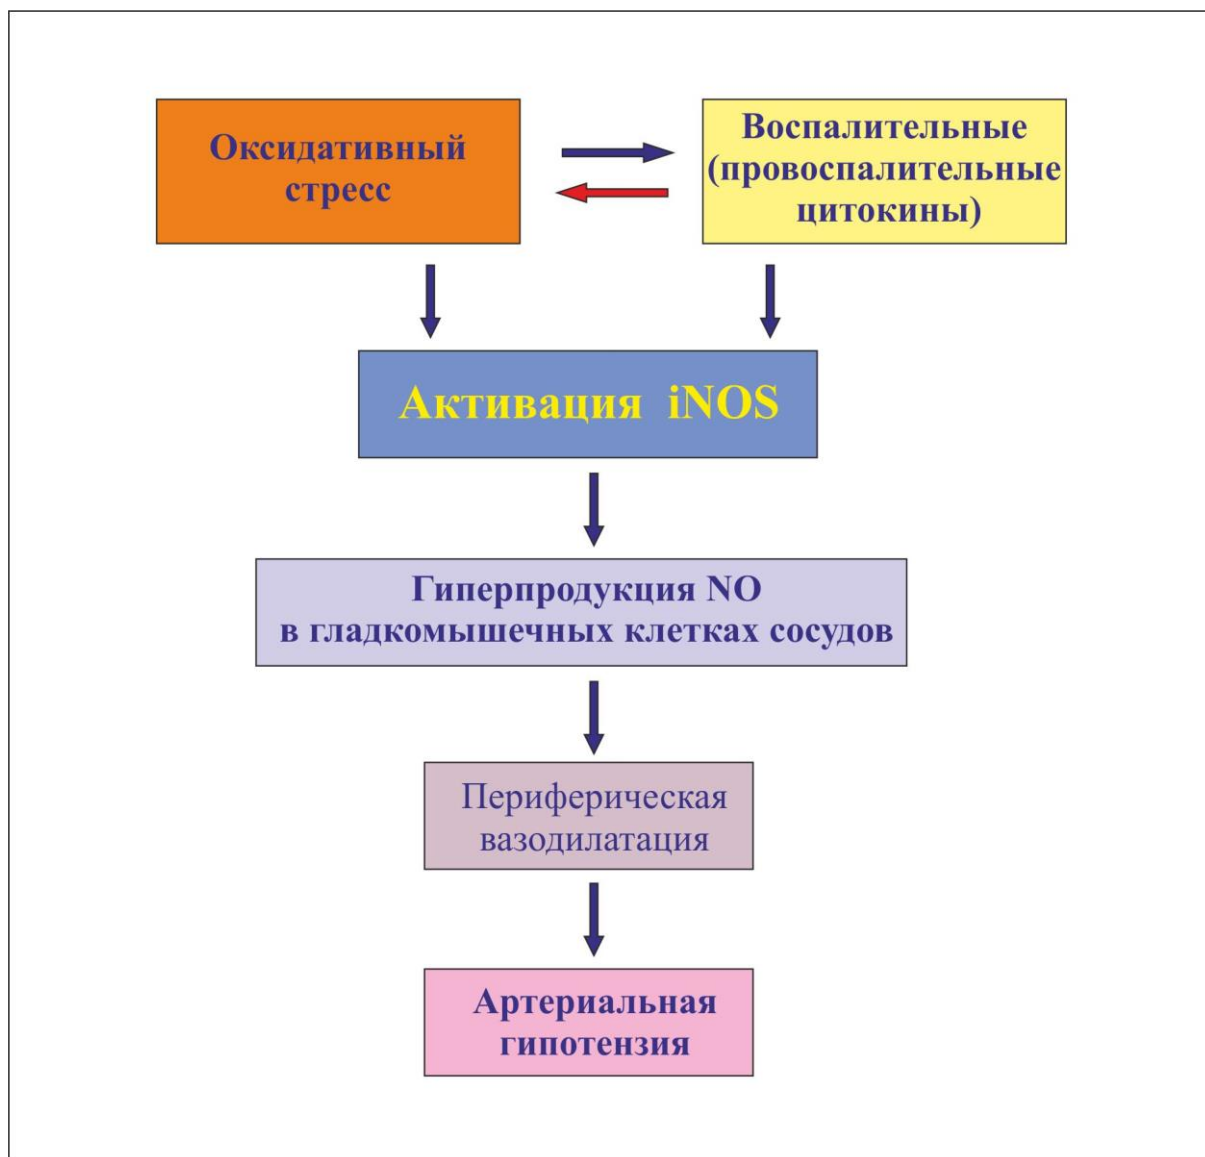 Оксидативный
стресс
Воспалительные
(провоспалительные
цитокины)
Активация iNOS
Гиперпродукция NO
в гладкомышечных клетках сосудов
Периферическая
вазодилатация
Артериальная
гипотензия